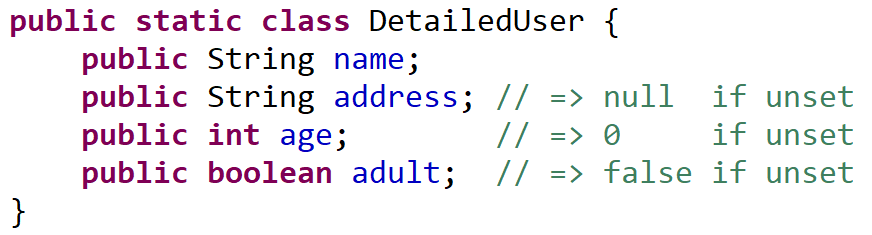 public static class DetailedUser {
    public String name;
    public String address; // => null  if unset
    public int age;        // => 0     if unset
    public boolean adult;  // => false if unset
}